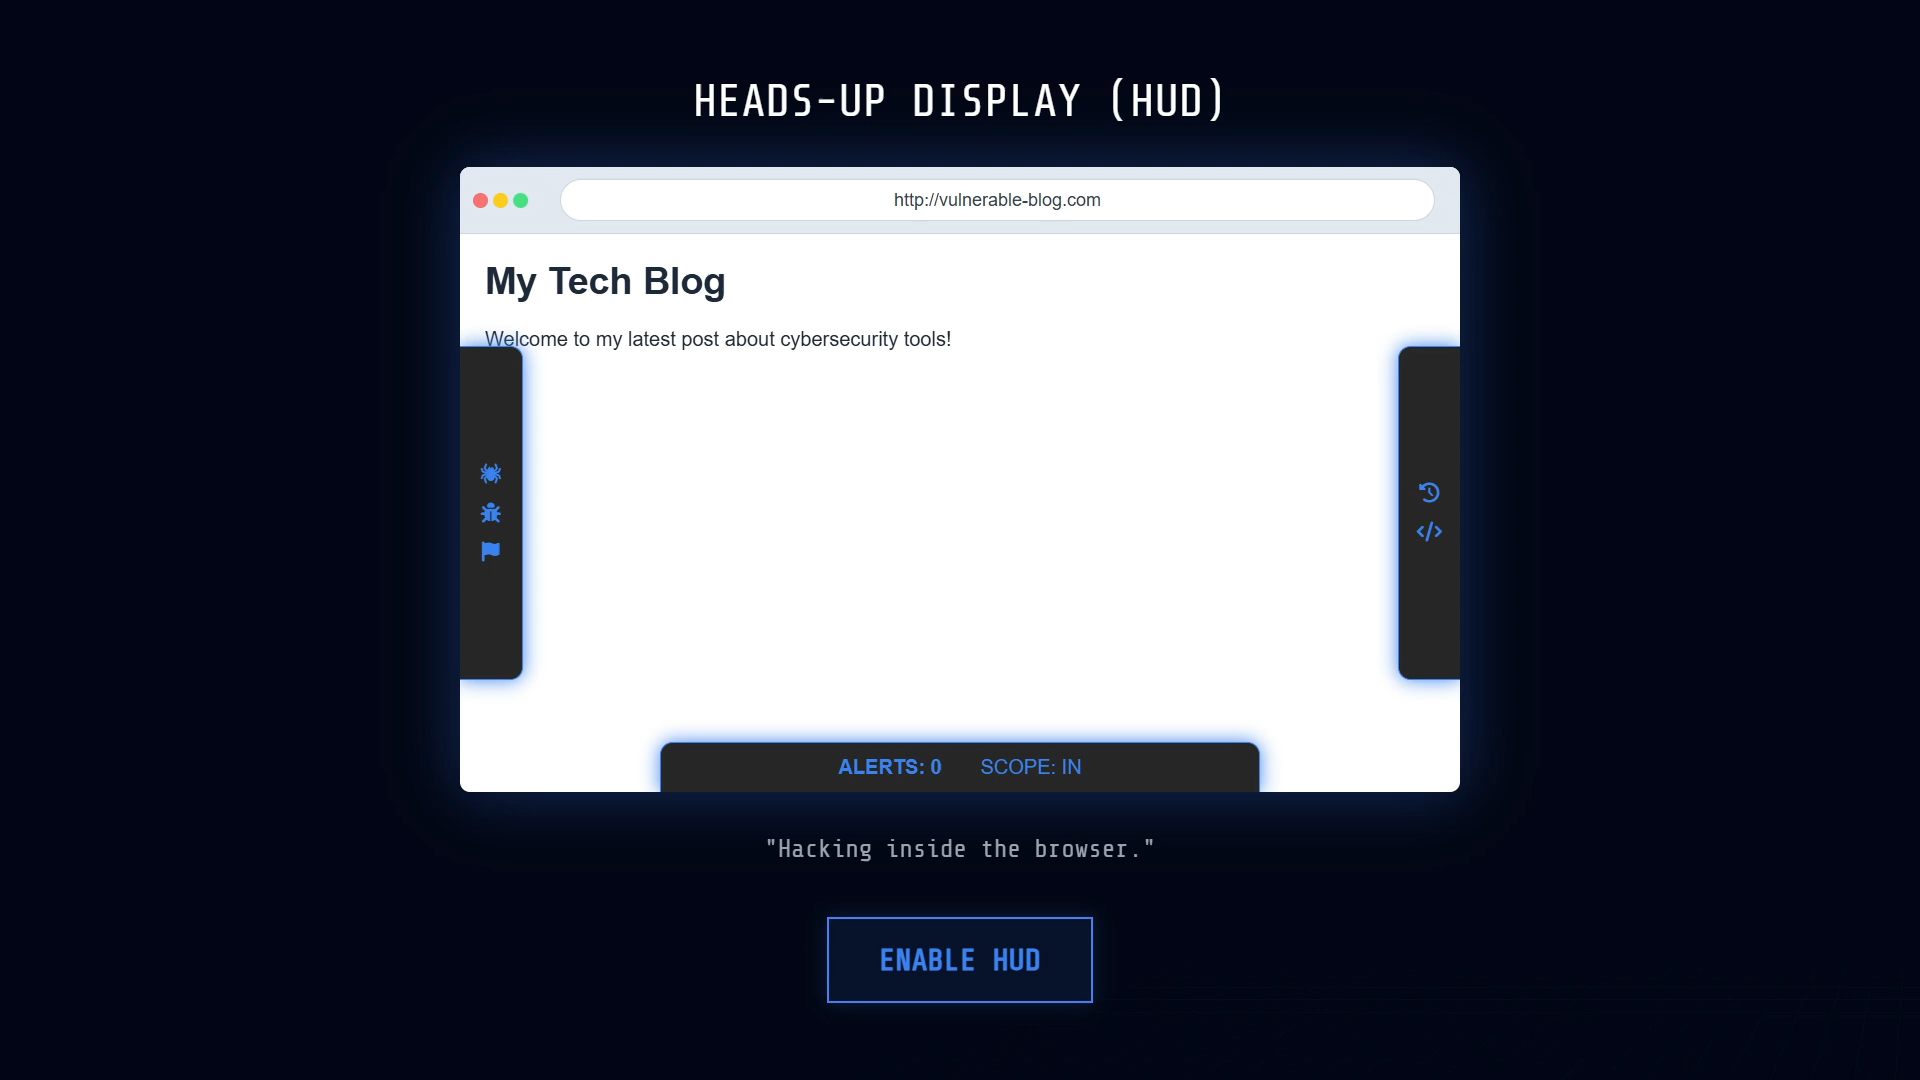 HEADS-UP DISPLAY (HUD)
http://vulnerable-blog.com
My Tech Blog
Welcome to my latest post about cybersecurity tools!
ALERTS: 0 SCOPE: IN
"Hacking inside the browser."
ENABLE HUD